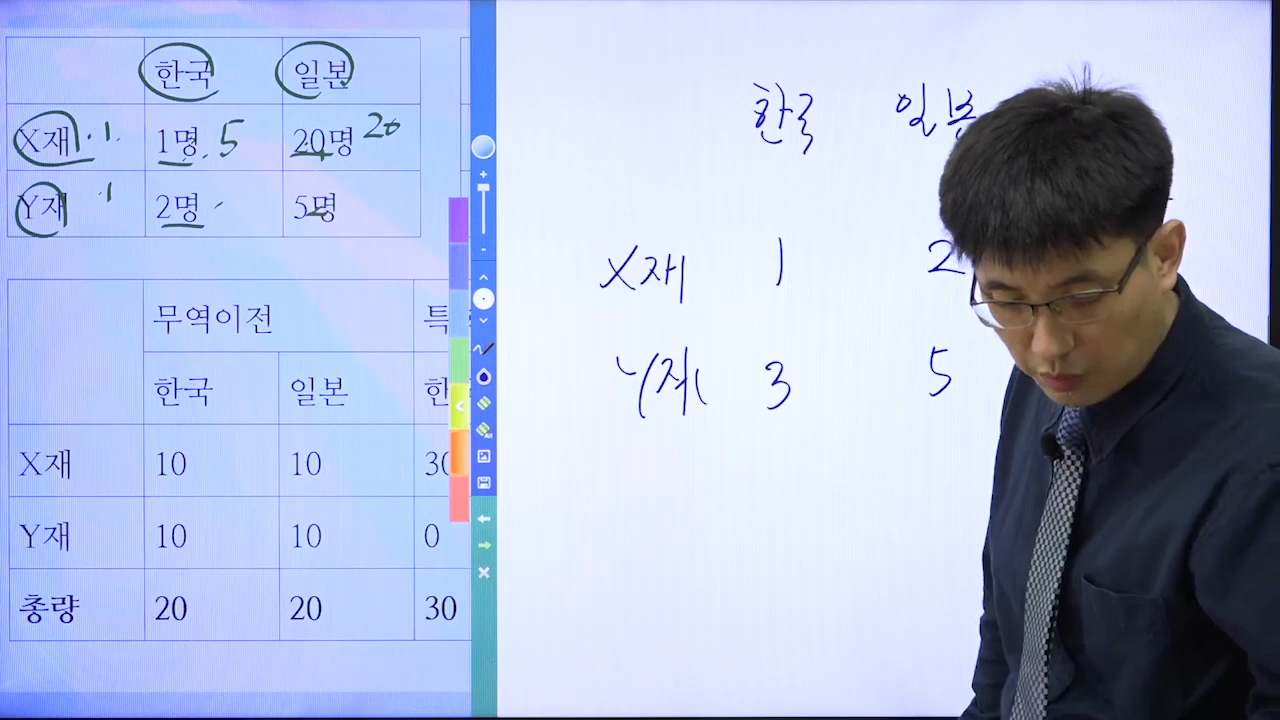 한국 일본
X재 · 1 1명 5 20명 20
Y재 · 1 2명 5명
무역이전
한국 일본
X재 10 10 30
Y재 10 10 0
총량 20 20 30
한국 일본
X재 1 2
Y재 3 5